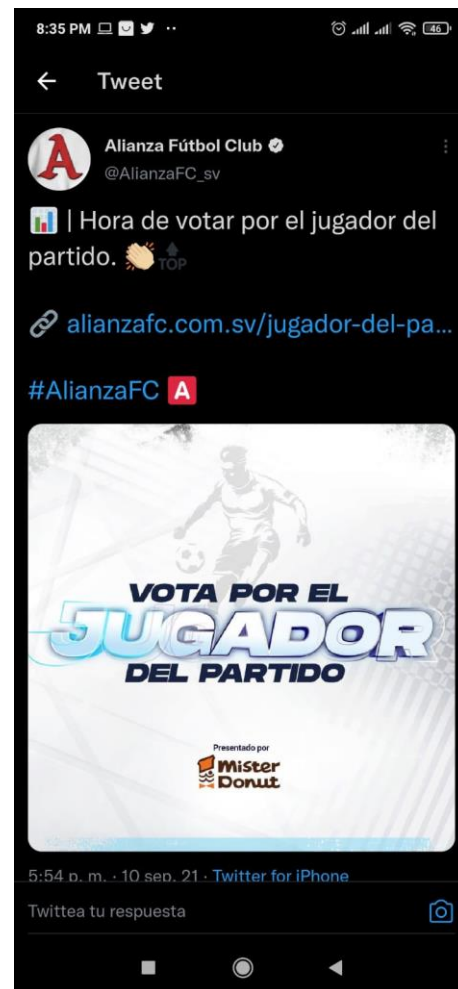 8:35 PM
46
Tweet
A
Alianza Fútbol Club
@AlianzaFC_sv
📊 | Hora de votar por el jugador del
partido. 👏🏻🔝
🔗 alianzafc.com.sv/jugador-del-pa...
#AlianzaFC 🅰️
VOTA POR EL
JUGADOR
DEL PARTIDO
Presentado por
Mister
Donut
5:54 p. m. · 10 sep. 21 · Twitter for iPhone
Twittea tu respuesta